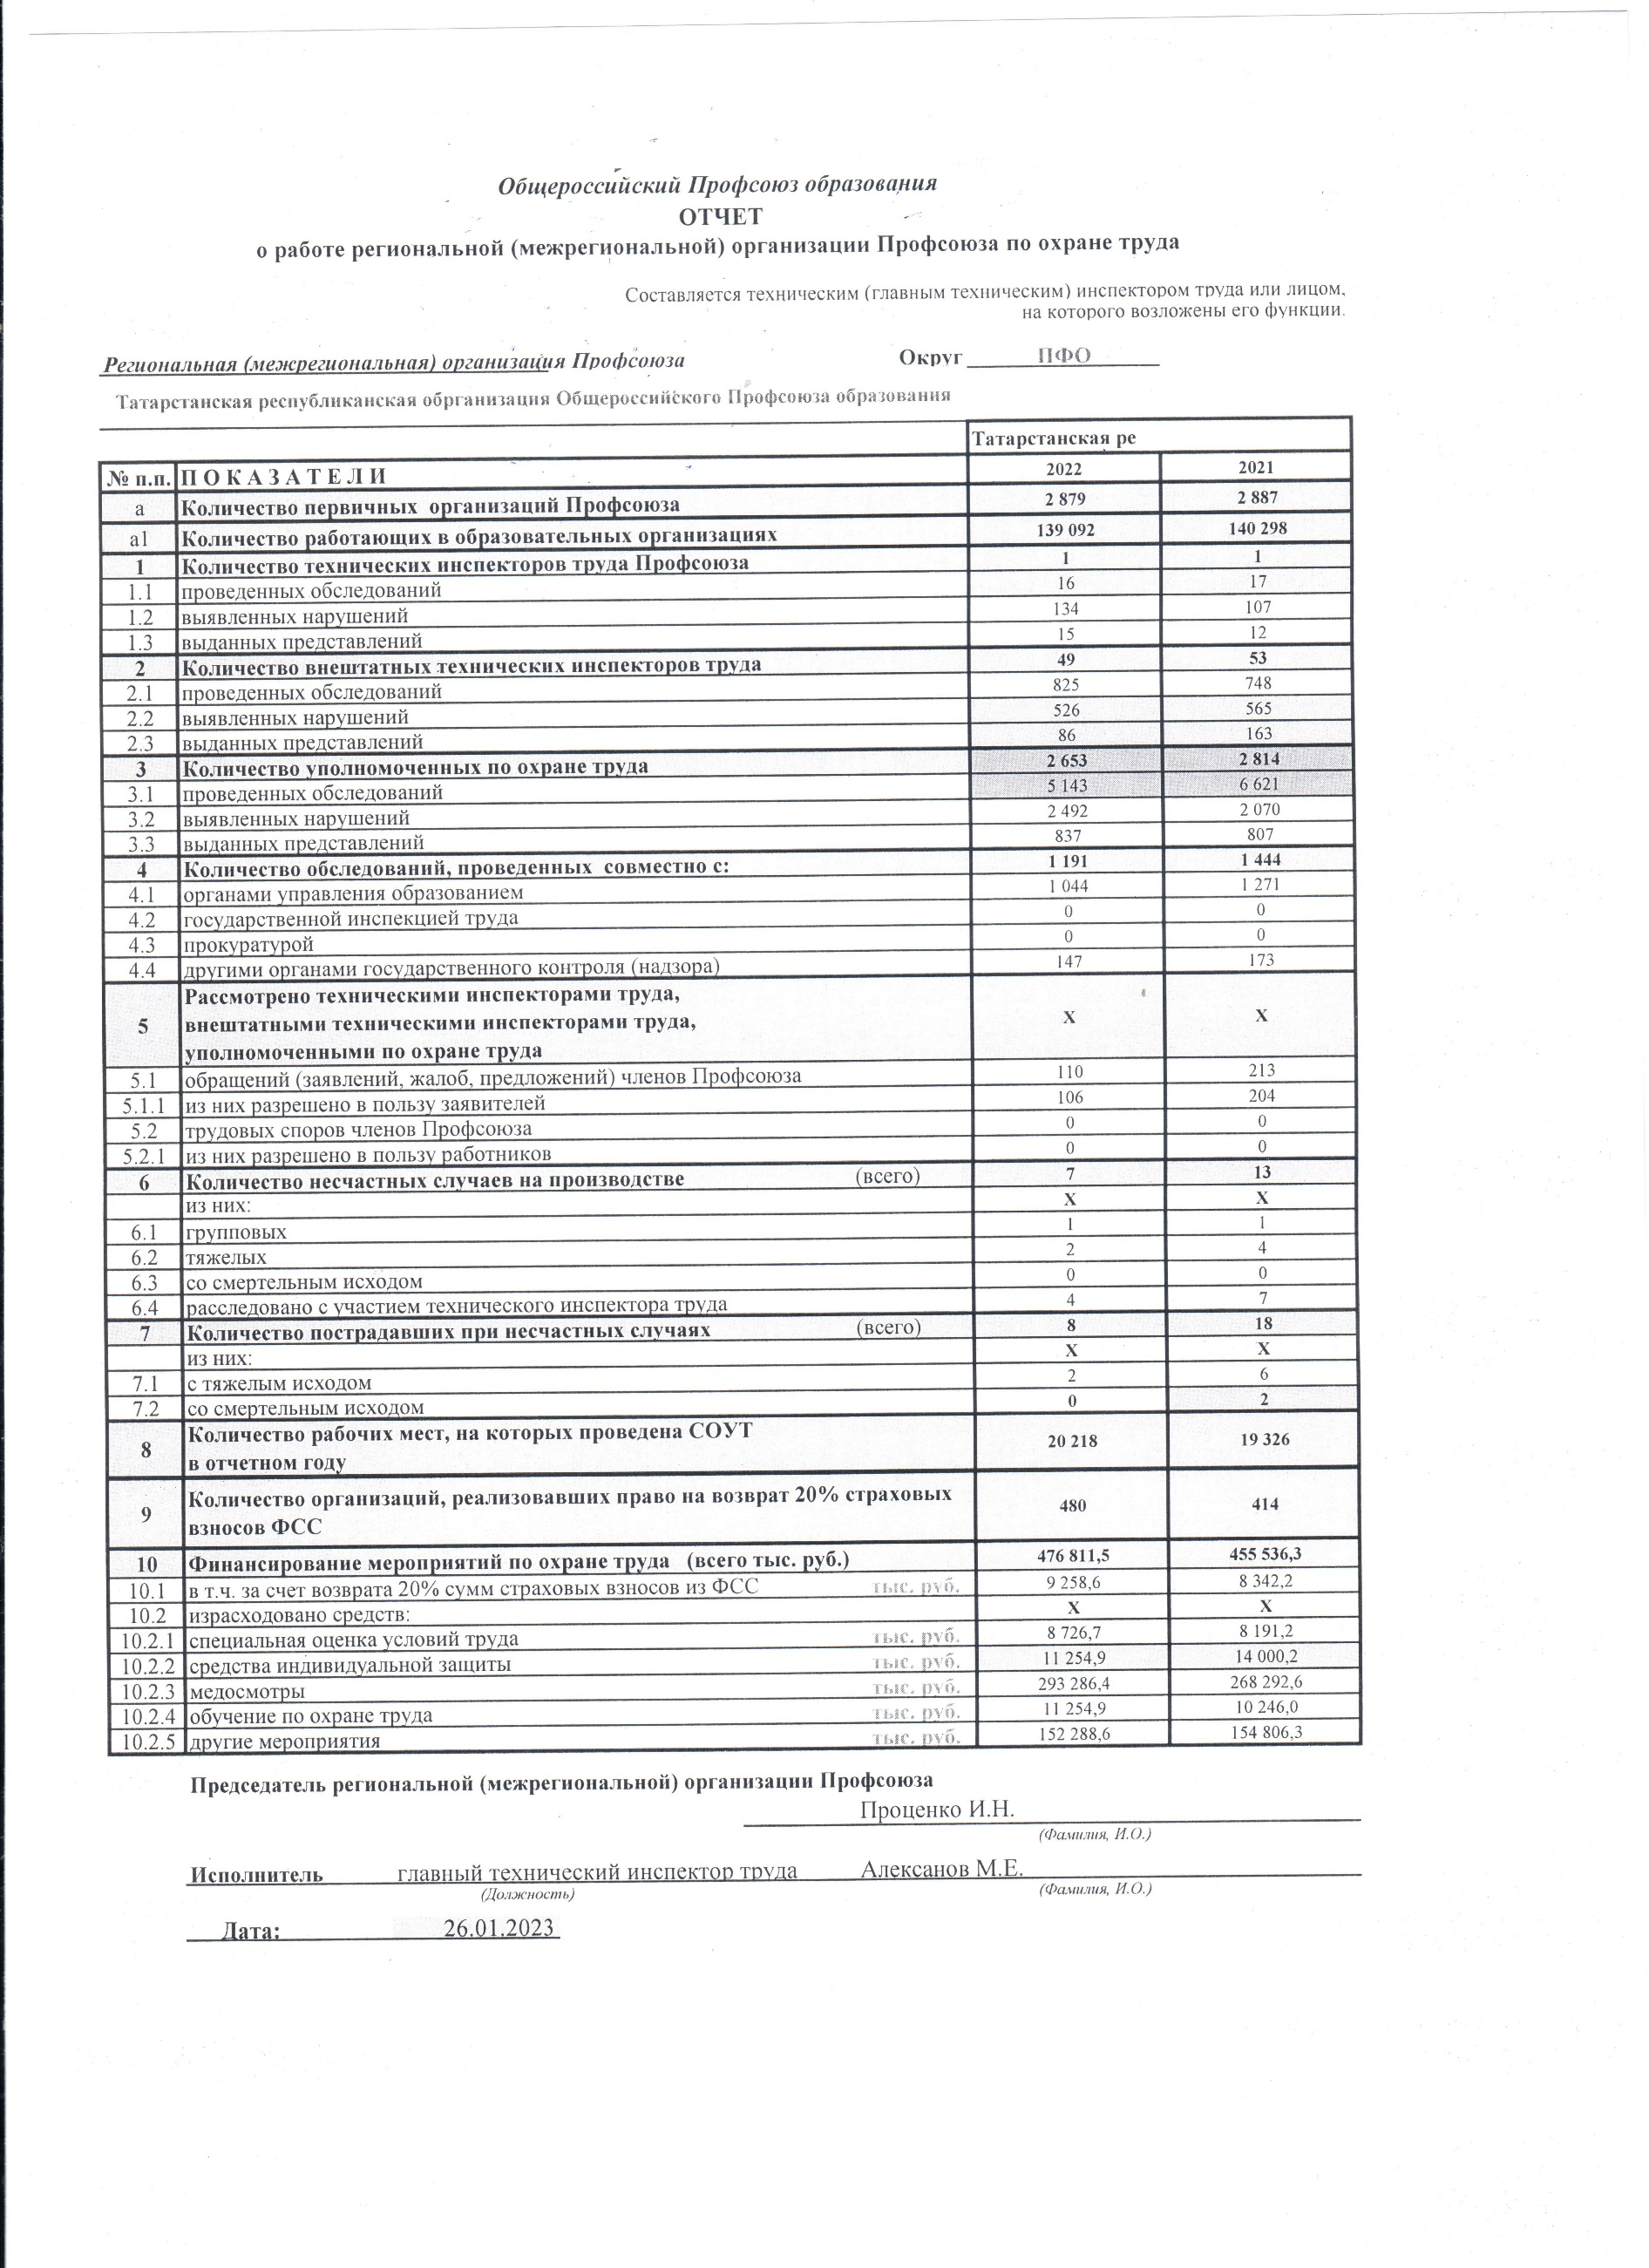 Общероссийский Профсоюз образования
ОТЧЕТ
о работе региональной (межрегиональной) организации Профсоюза по охране труда
Составляется техническим (главным техническим) инспектором труда или лицом,
на которого возложены его функции.
Региональная (межрегиональная) организация Профсоюза Округ ПФО
Татарстанская республиканская обрганизация Общероссийского Профсоюза образования
Татарстанская ре
№ п.п. П О К А З А Т Е Л И 2022 2021
а Количество первичных организаций Профсоюза 2 879 2 887
а1 Количество работающих в образовательных организациях 139 092 140 298
1 Количество технических инспекторов труда Профсоюза 1 1
1.1 проведенных обследований 16 17
1.2 выявленных нарушений 134 107
1.3 выданных представлений 15 12
2 Количество внештатных технических инспекторов труда 49 53
2.1 проведенных обследований 825 748
2.2 выявленных нарушений 526 565
2.3 выданных представлений 86 163
3 Количество уполномоченных по охране труда 2 653 2 814
3.1 проведенных обследований 5 143 6 621
3.2 выявленных нарушений 2 492 2 070
3.3 выданных представлений 837 807
4 Количество обследований, проведенных совместно с: 1 191 1 444
4.1 органами управления образованием 1 044 1 271
4.2 государственной инспекцией труда 0 0
4.3 прокуратурой 0 0
4.4 другими органами государственного контроля (надзора) 147 173
Рассмотрено техническими инспекторами труда,
5 внештатными техническими инспекторами труда, X X
уполномоченными по охране труда
5.1 обращений (заявлений, жалоб, предложений) членов Профсоюза 110 213
5.1.1 из них разрешено в пользу заявителей 106 204
5.2 трудовых споров членов Профсоюза 0 0
5.2.1 из них разрешено в пользу работников 0 0
6 Количество несчастных случаев на производстве (всего) 7 13
из них: X X
6.1 групповых 1 1
6.2 тяжелых 2 4
6.3 со смертельным исходом 0 0
6.4 расследовано с участием технического инспектора труда 4 7
7 Количество пострадавших при несчастных случаях (всего) 8 18
из них: X X
7.1 с тяжелым исходом 2 6
7.2 со смертельным исходом 0 2
8 Количество рабочих мест, на которых проведена СОУТ 20 218 19 326
в отчетном году
9 Количество организаций, реализовавших право на возврат 20% страховых 480 414
взносов ФСС
10 Финансирование мероприятий по охране труда (всего тыс. руб.) 476 811,5 455 536,3
10.1 в т.ч. за счет возврата 20% сумм страховых взносов из ФСС тыс. руб. 9 258,6 8 342,2
10.2 израсходовано средств: X X
10.2.1 специальная оценка условий труда тыс. руб. 8 726,7 8 191,2
10.2.2 средства индивидуальной защиты тыс. руб. 11 254,9 14 000,2
10.2.3 медосмотры тыс. руб. 293 286,4 268 292,6
10.2.4 обучение по охране труда тыс. руб. 11 254,9 10 246,0
10.2.5 другие мероприятия тыс. руб. 152 288,6 154 806,3
Председатель региональной (межрегиональной) организации Профсоюза
Проценко И.Н.
(Фамилия, И.О.)
Исполнитель главный технический инспектор труда Алексанов М.Е.
(Должность) (Фамилия, И.О.)
Дата: 26.01.2023